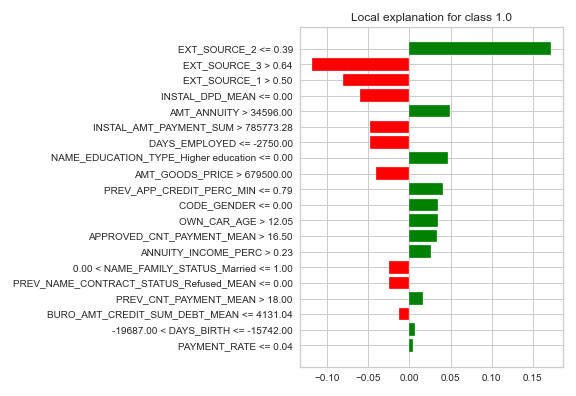 Local explanation for class 1.0
EXT_SOURCE_2 <= 0.39
EXT_SOURCE_3 > 0.64
EXT_SOURCE_1 > 0.50
INSTAL_DPD_MEAN <= 0.00
AMT_ANNUITY > 34596.00
INSTAL_AMT_PAYMENT_SUM > 785773.28
DAYS_EMPLOYED <= -2750.00
NAME_EDUCATION_TYPE_Higher education <= 0.00
AMT_GOODS_PRICE > 679500.00
PREV_APP_CREDIT_PERC_MIN <= 0.79
CODE_GENDER <= 0.00
OWN_CAR_AGE > 12.05
APPROVED_CNT_PAYMENT_MEAN > 16.50
ANNUITY_INCOME_PERC > 0.23
0.00 < NAME_FAMILY_STATUS_Married <= 1.00
PREV_NAME_CONTRACT_STATUS_Refused_MEAN <= 0.00
PREV_CNT_PAYMENT_MEAN > 18.00
BURO_AMT_CREDIT_SUM_DEBT_MEAN <= 4131.04
-19687.00 < DAYS_BIRTH <= -15742.00
PAYMENT_RATE <= 0.04
−0.10 −0.05 0.00 0.05 0.10 0.15